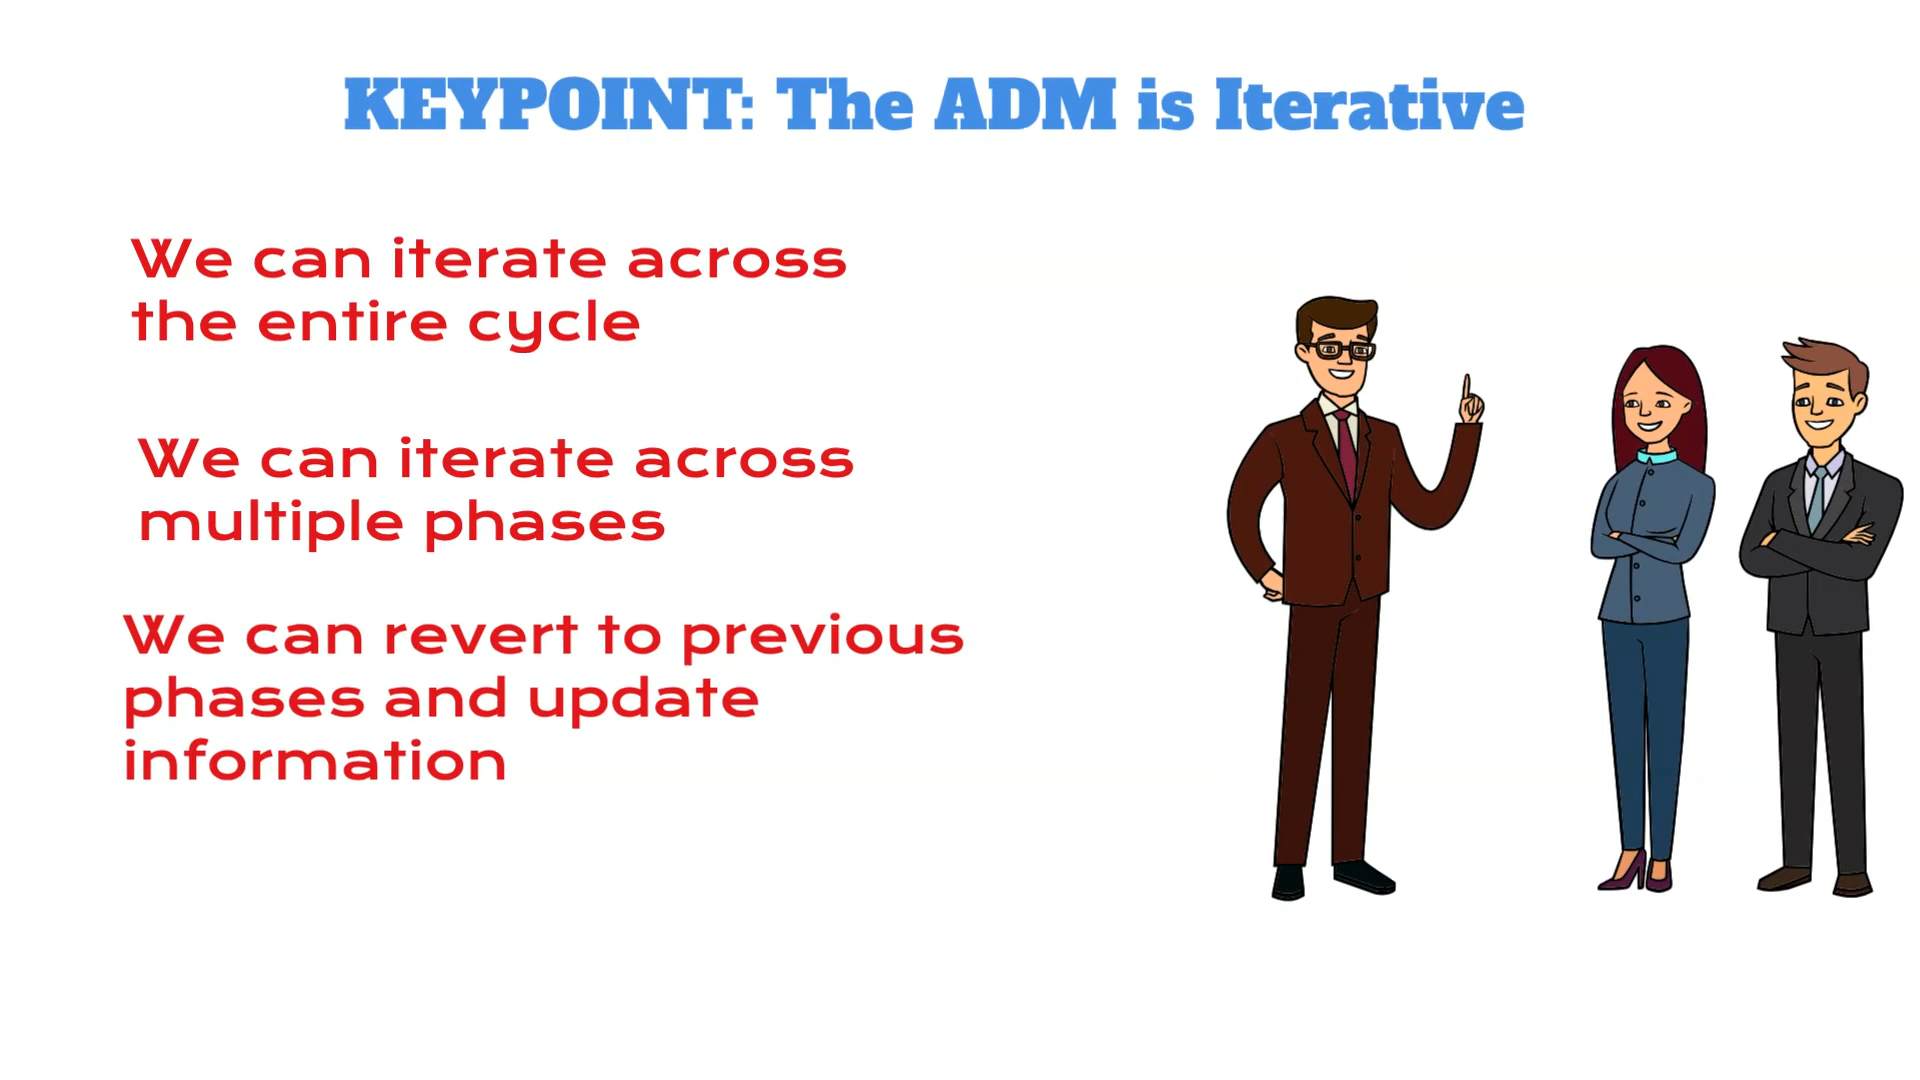 KEYPOINT: The ADM is Iterative
We can iterate across
the entire cycle
We can iterate across
multiple phases
We can revert to previous
phases and update
information